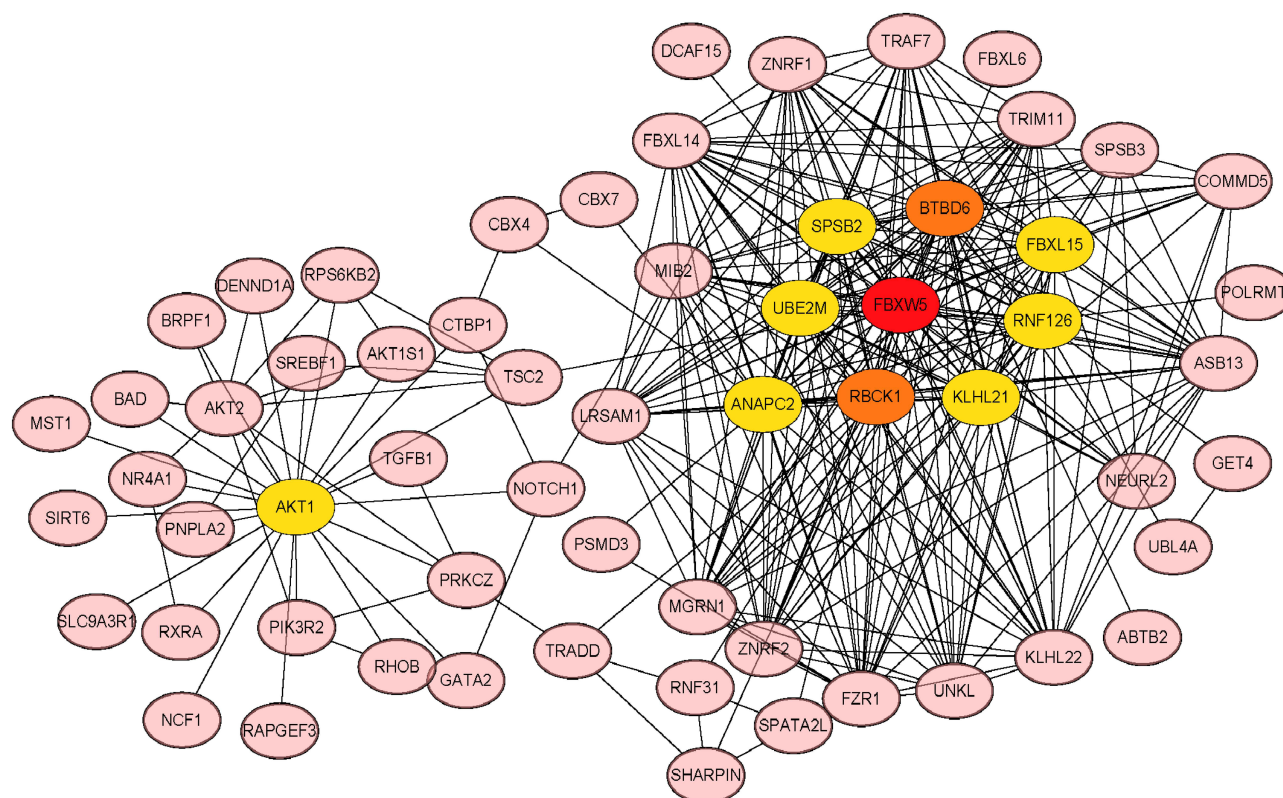 DCAF15
ZNRF1
TRAF7
FBXL6
FBXL14
TRIM11
SPSB3
COMMD5
CBX7
CBX4
SPSB2
BTBD6
FBXL15
MIB2
UBE2M
FBXW5
RNF126
POLRMT
DENND1A
RPS6KB2
BRPF1
SREBF1
AKT1S1
CTBP1
TSC2
ASB13
BAD
AKT2
LRSAM1
ANAPC2
RBCK1
KLHL21
MST1
NR4A1
TGFB1
NOTCH1
GET4
NEURL2
SIRT6
PNPLA2
AKT1
PSMD3
UBL4A
SLC9A3R1
RXRA
PIK3R2
PRKCZ
MGRN1
ABTB2
RHOB
GATA2
TRADD
ZNRF2
KLHL22
RNF31
FZR1
UNKL
NCF1
RAPGEF3
SPATA2L
SHARPIN